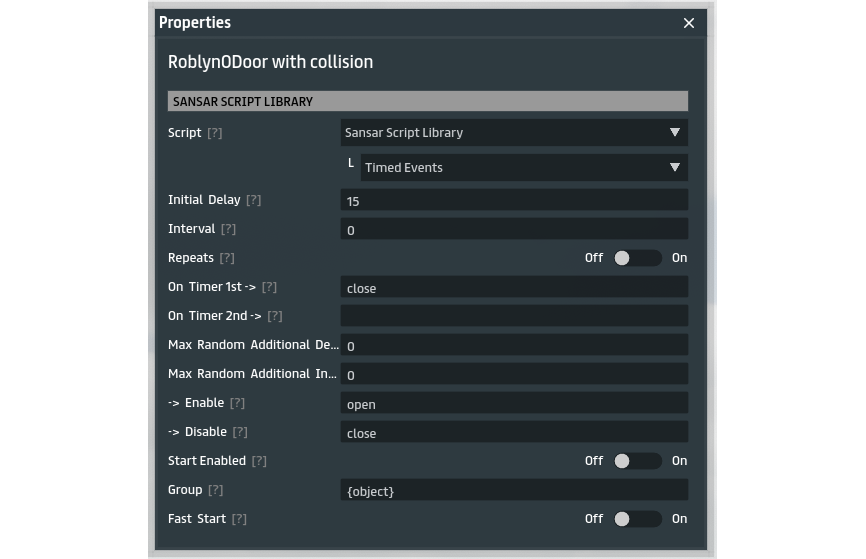 Properties
RoblynODoor with collision
SANSAR SCRIPT LIBRARY
Script [?] Sansar Script Library
Timed Events
Initial Delay [?] 15
Interval [?] 0
Repeats [?] Off On
On Timer 1st -> [?] close
On Timer 2nd -> [?]
Max Random Additional De... 0
Max Random Additional In... 0
-> Enable [?] open
-> Disable [?] close
Start Enabled [?] Off On
Group [?] {object}
Fast Start [?] Off On